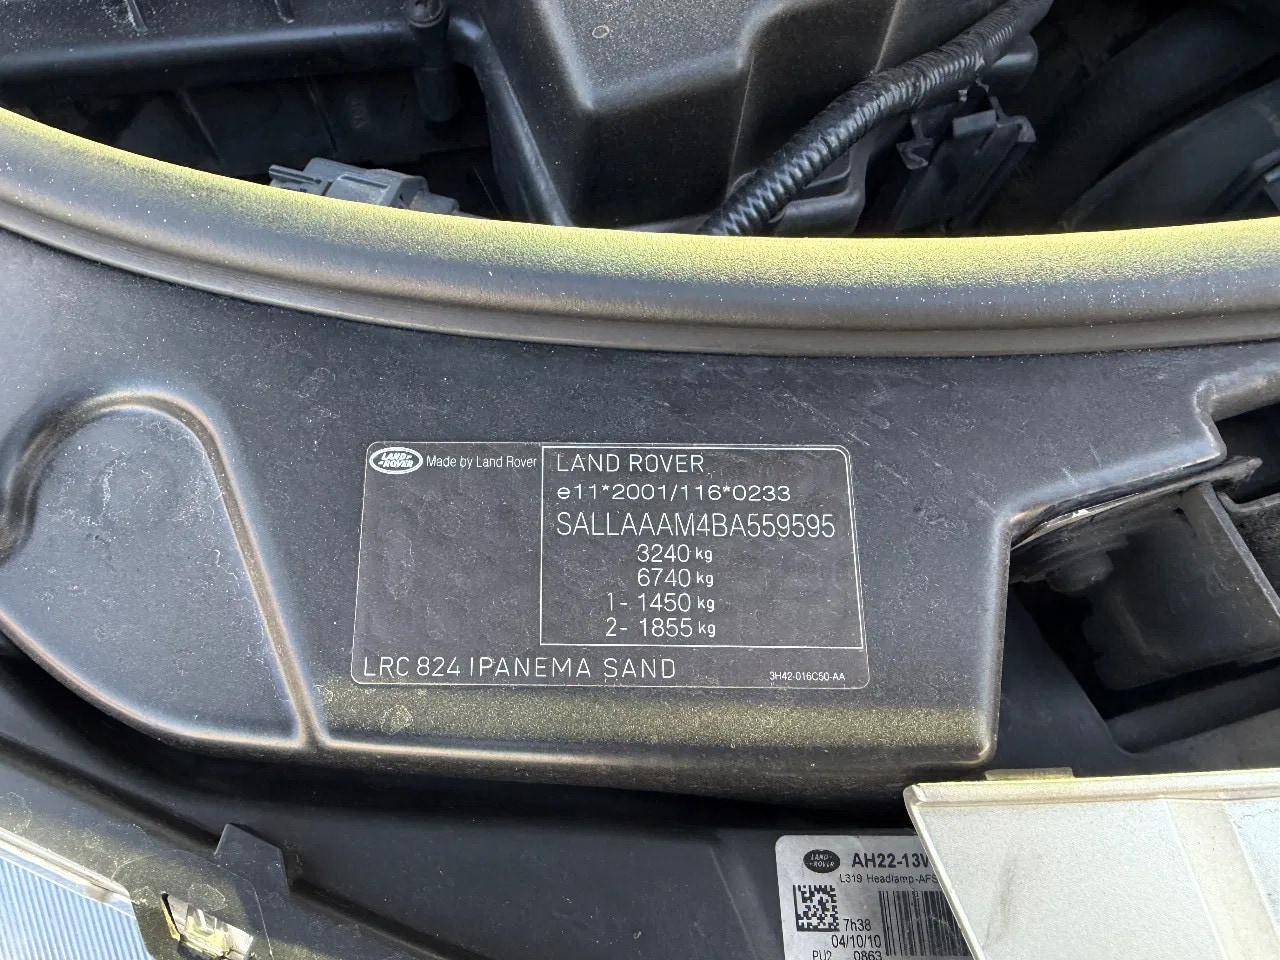 LAND-
-ROVER
Made by Land Rover
LAND ROVER
e11*2001/116*0233
SALLAAAM4BA559595
3240 kg
6740 kg
1- 1450 kg
2- 1855 kg
LRC 824 IPANEMA SAND
3H42-016C50-AA
LAND-
-ROVER
AH22-13
L319 Headlamp-AFS
7h38
04/10/10
PU2 0863